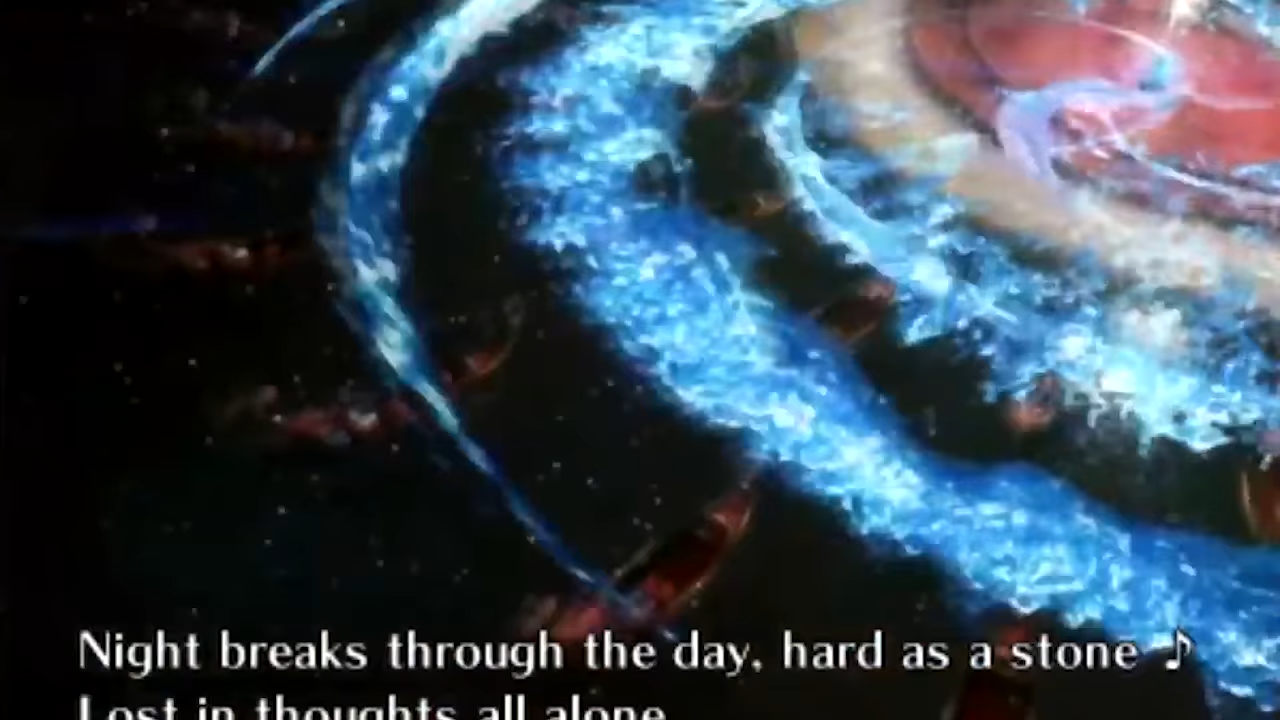 Night breaks through the day, hard as a stone ♪
Lost in thoughts all alone